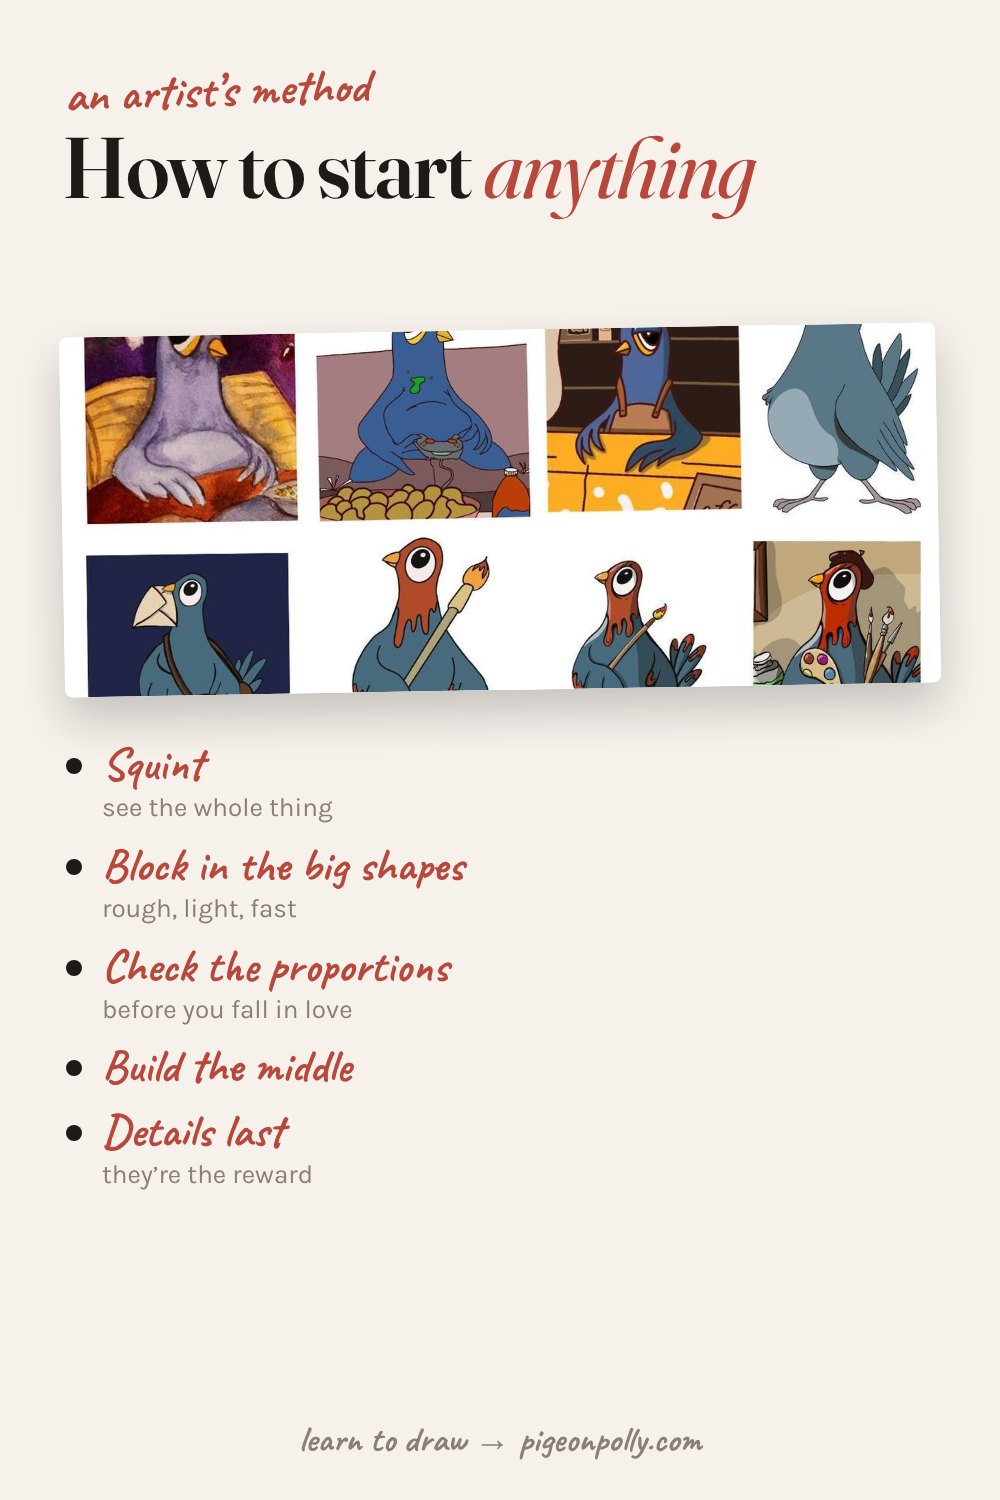 an artist’s method
How to start anything
Squint
see the whole thing
Block in the big shapes
rough, light, fast
Check the proportions
before you fall in love
Build the middle
Details last
they’re the reward
learn to draw → pigeonpolly.com